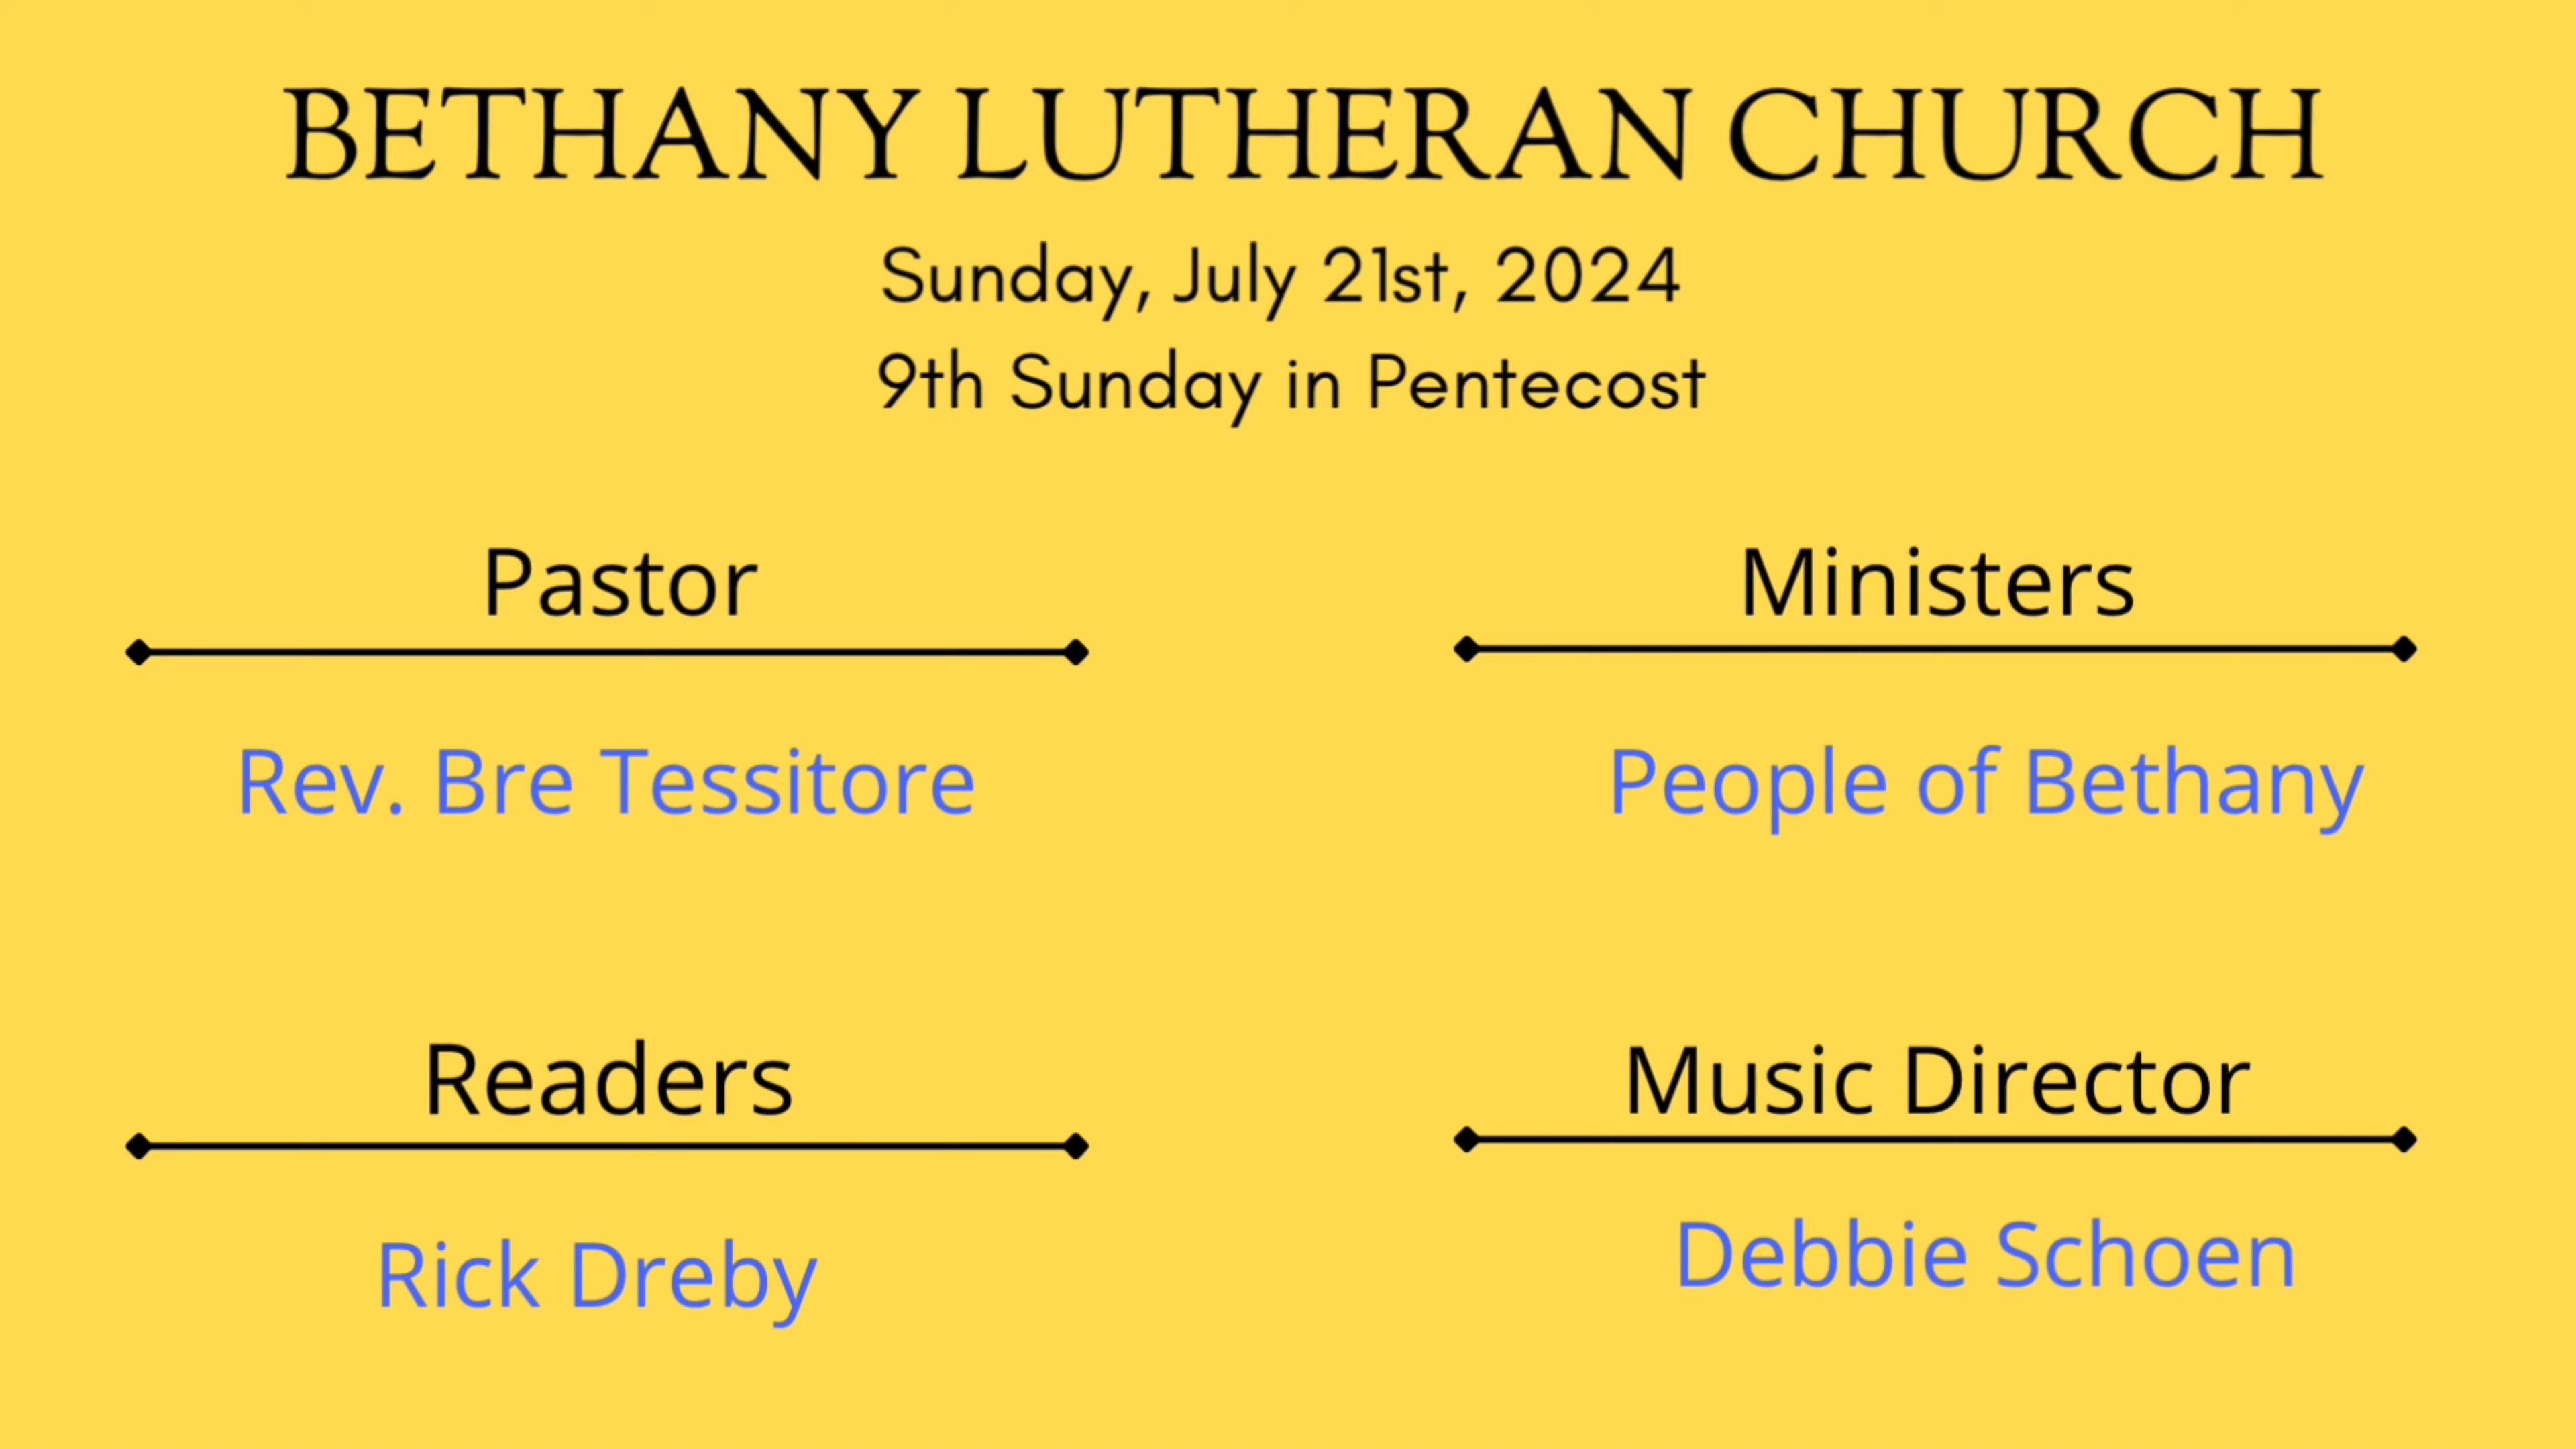 BETHANY LUTHERAN CHURCH
Sunday, July 21st, 2024
9th Sunday in Pentecost
Pastor
Rev. Bre Tessitore
Ministers
People of Bethany
Readers
Rick Dreby
Music Director
Debbie Schoen